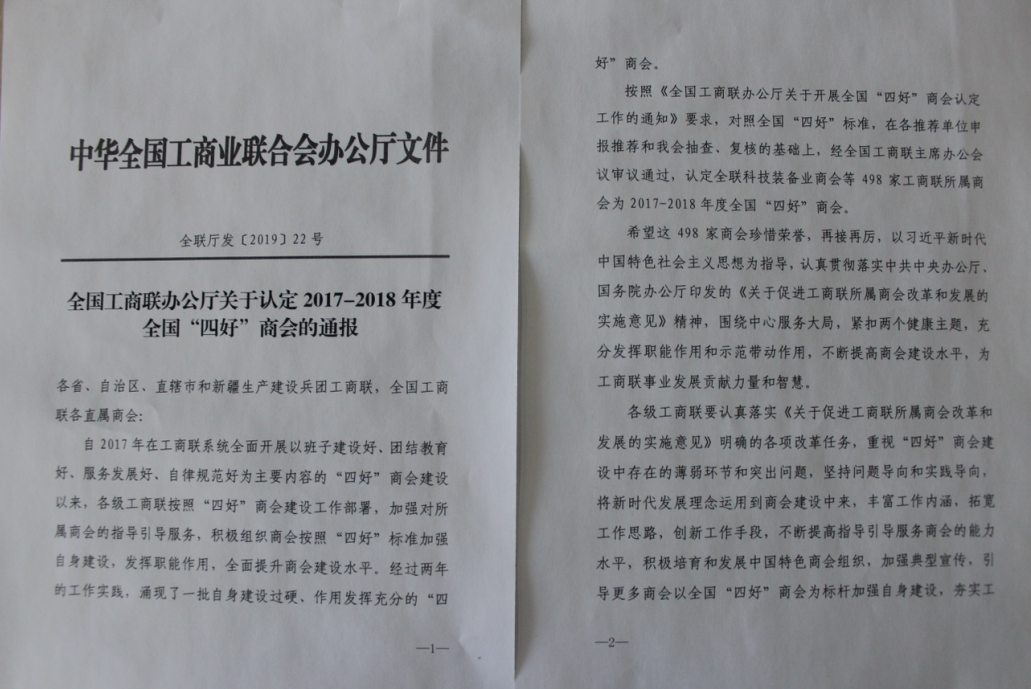 中华全国工商业联合会办公厅文件
全联厅发〔2019〕22 号
全国工商联办公厅关于认定 2017-2018 年度
全国“四好”商会的通报
各省、自治区、直辖市和新疆生产建设兵团工商联，全国工商
联各直属商会：
自 2017 年在工商联系统全面开展以班子建设好、团结教育
好、服务发展好、自律规范好为主要内容的“四好”商会建设
以来，各级工商联按照“四好”商会建设工作部署，加强对所
属商会的指导引导服务，积极组织商会按照“四好”标准加强
自身建设，发挥职能作用，全面提升商会建设水平。经过两年
的工作实践，涌现了一批自身建设过硬、作用发挥充分的“四
—1—
好”商会。
按照《全国工商联办公厅关于开展全国“四好”商会认定
工作的通知》要求，对照全国“四好”标准，在各推荐单位申
报推荐和我会抽查、复核的基础上，经全国工商联主席办公会
议审议通过，认定全联科技装备业商会等 498 家工商联所属商
会为 2017-2018 年度全国“四好”商会。
希望这 498 家商会珍惜荣誉，再接再厉，以习近平新时代
中国特色社会主义思想为指导，认真贯彻落实中共中央办公厅、
国务院办公厅印发的《关于促进工商联所属商会改革和发展的
实施意见》精神，围绕中心服务大局，紧扣两个健康主题，充
分发挥职能作用和示范带动作用，不断提高商会建设水平，为
工商联事业发展贡献力量和智慧。
各级工商联要认真落实《关于促进工商联所属商会改革和
发展的实施意见》明确的各项改革任务，重视“四好”商会建
设中存在的薄弱环节和突出问题，坚持问题导向和实践导向，
将新时代发展理念运用到商会建设中来，丰富工作内涵，拓宽
工作思路，创新工作手段，不断提高指导引导服务商会的能力
水平，积极培育和发展中国特色商会组织，加强典型宣传，引
导更多商会以全国“四好”商会为标杆加强自身建设，夯实工
—2—